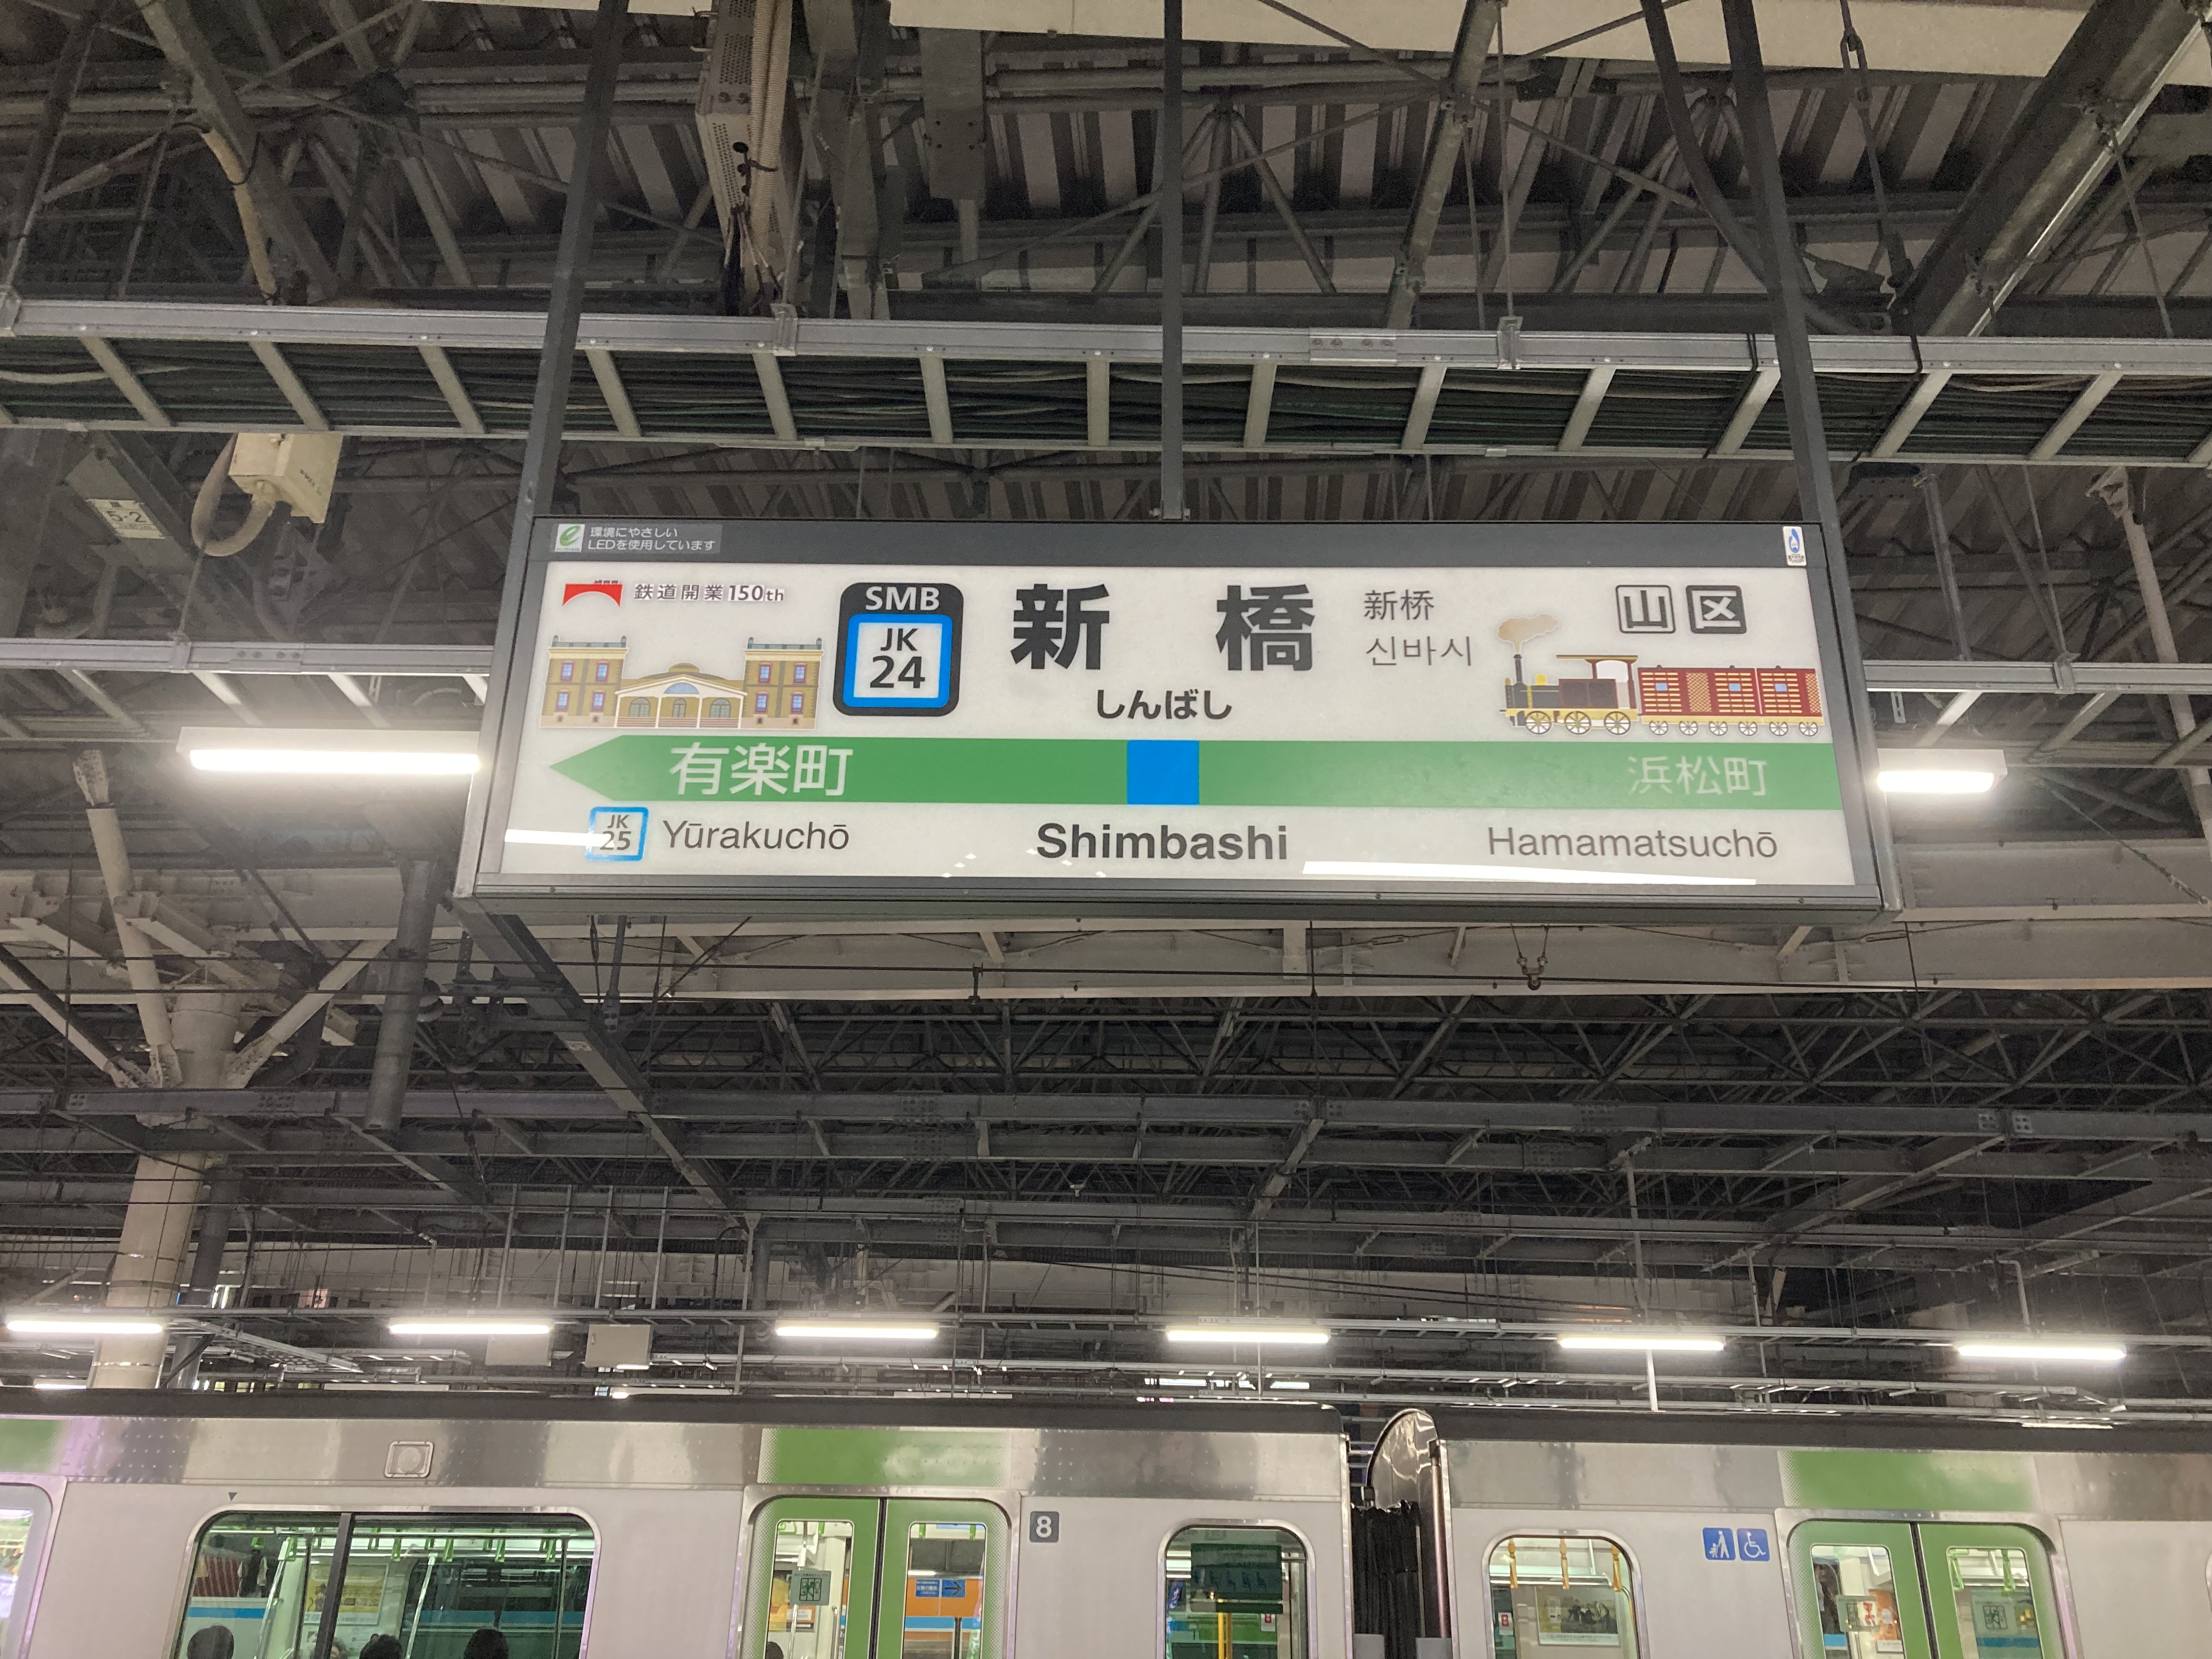 環境にやさしい
LEDを使用しています
鉄道開業150th
SMB
JK
24
新橋
しんばし
新桥
신바시
山区
有楽町
浜松町
JK
25
Yūrakuchō
Shimbashi
Hamamatsuchō
5・2
8